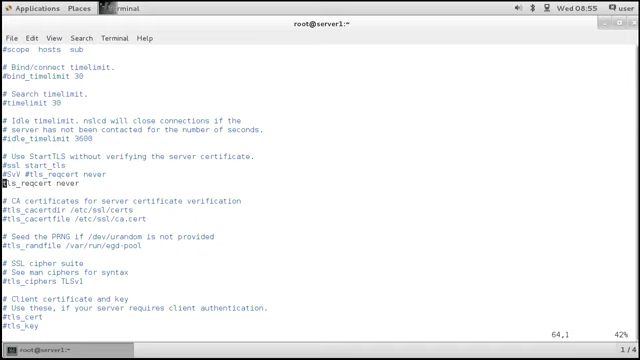 Applications Places Terminal Wed 08:55 user
root@server1:~
File Edit View Search Terminal Help
#scope hosts sub
# Bind/connect timelimit.
#bind_timelimit 30
# Search timelimit.
#timelimit 30
# Idle timelimit. nslcd will close connections if the
# server has not been contacted for the number of seconds.
#idle_timelimit 3600
# Use StartTLS without verifying the server certificate.
#ssl start_tls
#SvV #tls_reqcert never
tls_reqcert never
# CA certificates for server certificate verification
#tls_cacertdir /etc/ssl/certs
#tls_cacertfile /etc/ssl/ca.cert
# Seed the PRNG if /dev/urandom is not provided
#tls_randfile /var/run/egd-pool
# SSL cipher suite
# See man ciphers for syntax
#tls_ciphers TLSv1
# Client certificate and key
# Use these, if your server requires client authentication.
#tls_cert
#tls_key
64,1 42%
root@server1:~ 1 / 4